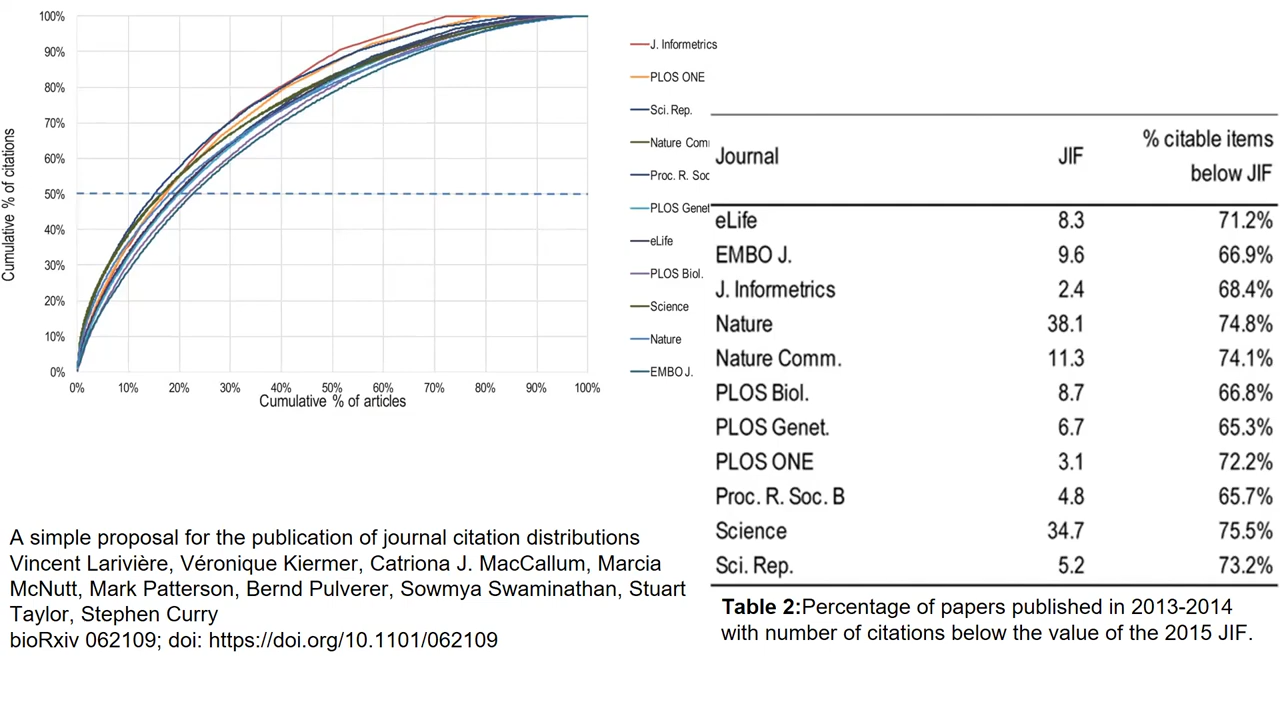 100%
90%
80%
70%
60%
50%
40%
30%
20%
10%
0%
Cumulative % of citations
0% 10% 20% 30% 40% 50% 60% 70% 80% 90% 100%
Cumulative % of articles
J. Informetrics
PLOS ONE
Sci. Rep.
Nature Com
Proc. R. Soc
PLOS Genet
eLife
PLOS Biol.
Science
Nature
EMBO J.
Journal JIF % citable items
below JIF
eLife 8.3 71.2%
EMBO J. 9.6 66.9%
J. Informetrics 2.4 68.4%
Nature 38.1 74.8%
Nature Comm. 11.3 74.1%
PLOS Biol. 8.7 66.8%
PLOS Genet. 6.7 65.3%
PLOS ONE 3.1 72.2%
Proc. R. Soc. B 4.8 65.7%
Science 34.7 75.5%
Sci. Rep. 5.2 73.2%
Table 2:Percentage of papers published in 2013-2014
with number of citations below the value of the 2015 JIF.
A simple proposal for the publication of journal citation distributions
Vincent Larivière, Véronique Kiermer, Catriona J. MacCallum, Marcia
McNutt, Mark Patterson, Bernd Pulverer, Sowmya Swaminathan, Stuart
Taylor, Stephen Curry
bioRxiv 062109; doi: https://doi.org/10.1101/062109